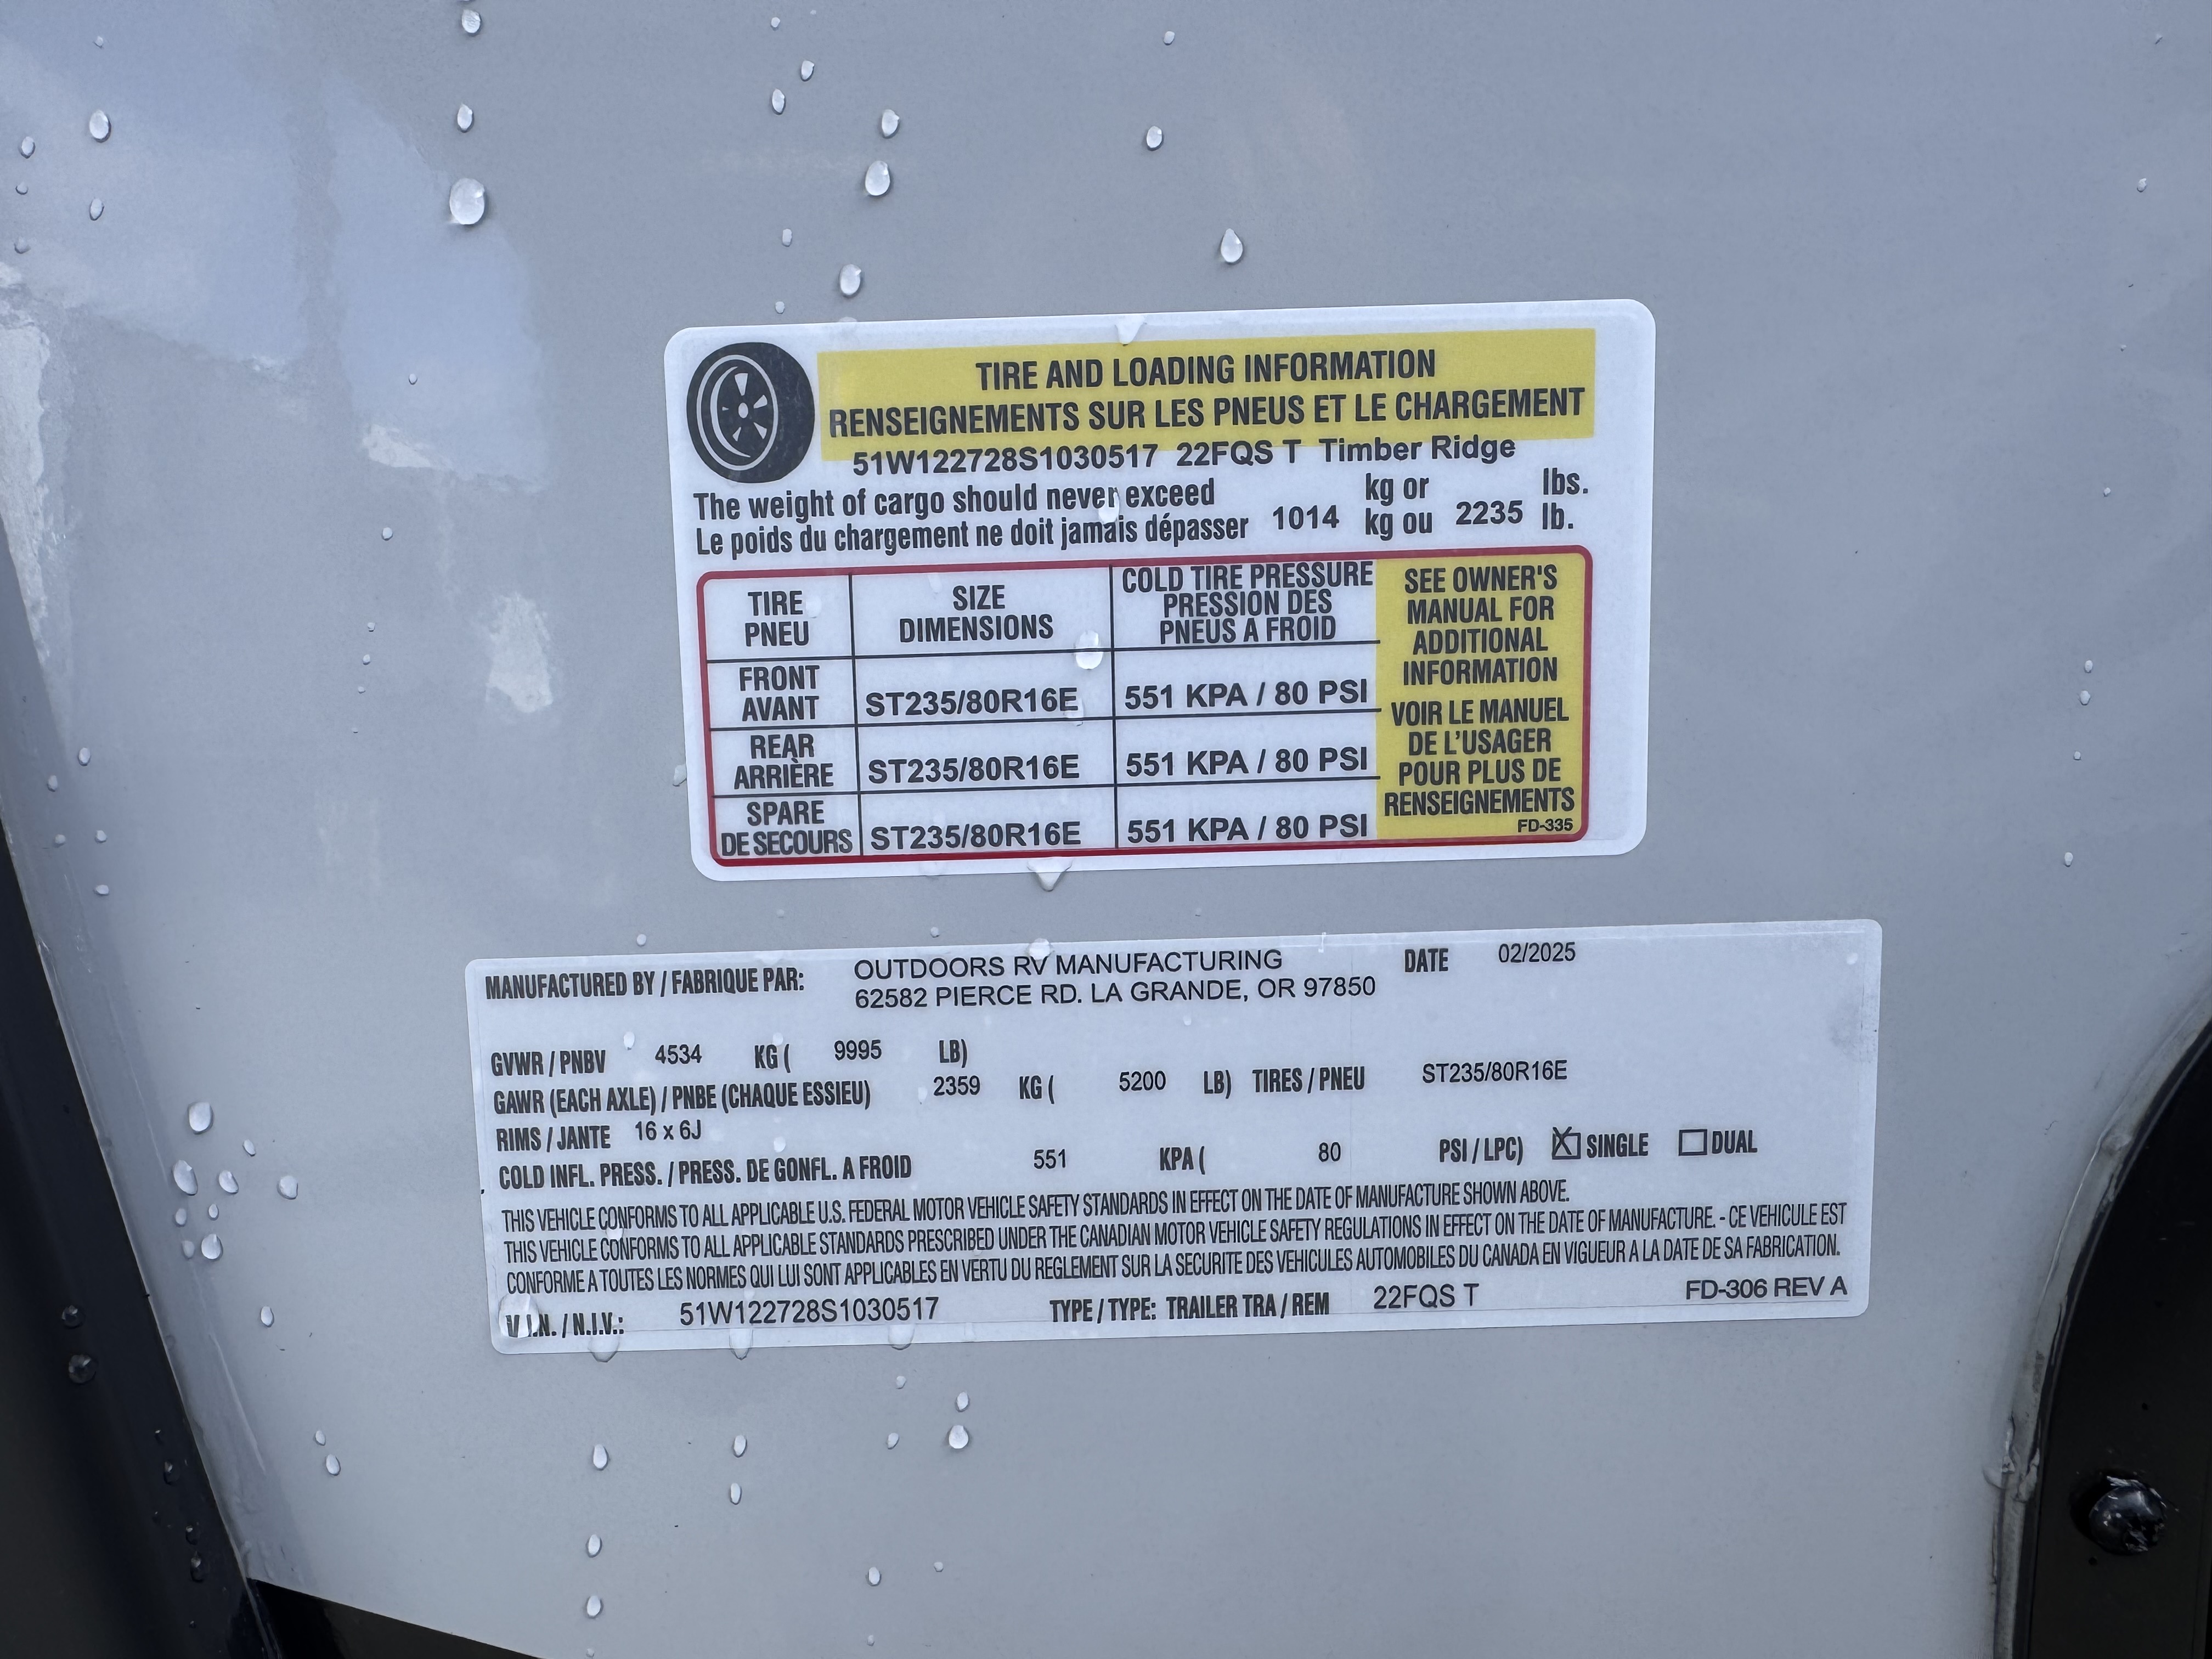 TIRE AND LOADING INFORMATION
RENSEIGNEMENTS SUR LES PNEUS ET LE CHARGEMENT
51W122728S1030517 22FQS T Timber Ridge
The weight of cargo should never exceed
Le poids du chargement ne doit jamais dépasser
1014
kg or
kg ou
2235
lbs.
lb.
TIRE
PNEU
SIZE
DIMENSIONS
COLD TIRE PRESSURE
PRESSION DES
PNEUS A FROID
FRONT
AVANT
ST235/80R16E
551 KPA / 80 PSI
REAR
ARRIÈRE
ST235/80R16E
551 KPA / 80 PSI
SPARE
DE SECOURS
ST235/80R16E
551 KPA / 80 PSI
SEE OWNER'S
MANUAL FOR
ADDITIONAL
INFORMATION
VOIR LE MANUEL
DE L'USAGER
POUR PLUS DE
RENSEIGNEMENTS
FD-335
MANUFACTURED BY / FABRIQUE PAR:
OUTDOORS RV MANUFACTURING
62582 PIERCE RD. LA GRANDE, OR 97850
DATE 02/2025
GVWR / PNBV 4534 KG ( 9995 LB)
GAWR (EACH AXLE) / PNBE (CHAQUE ESSIEU) 2359 KG ( 5200 LB) TIRES / PNEU ST235/80R16E
RIMS / JANTE 16 x 6J
COLD INFL. PRESS. / PRESS. DE GONFL. A FROID 551 KPA ( 80 PSI / LPC) X SINGLE DUAL
THIS VEHICLE CONFORMS TO ALL APPLICABLE U.S. FEDERAL MOTOR VEHICLE SAFETY STANDARDS IN EFFECT ON THE DATE OF MANUFACTURE SHOWN ABOVE.
THIS VEHICLE CONFORMS TO ALL APPLICABLE STANDARDS PRESCRIBED UNDER THE CANADIAN MOTOR VEHICLE SAFETY REGULATIONS IN EFFECT ON THE DATE OF MANUFACTURE. - CE VEHICULE EST
CONFORME A TOUTES LES NORMES QUI LUI SONT APPLICABLES EN VERTU DU REGLEMENT SUR LA SECURITE DES VEHICULES AUTOMOBILES DU CANADA EN VIGUEUR A LA DATE DE SA FABRICATION.
V.I.N. / N.I.V.: 51W122728S1030517 TYPE / TYPE: TRAILER TRA / REM 22FQS T FD-306 REV A